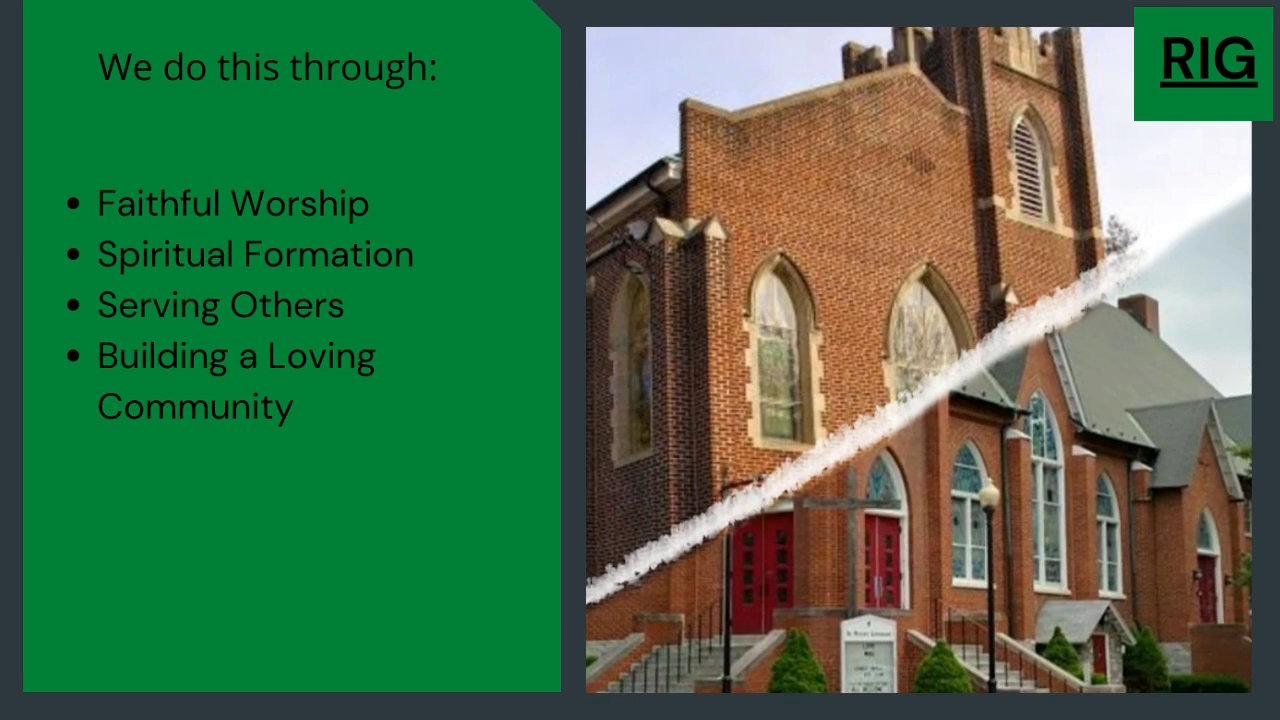 We do this through:
RIG
Faithful Worship
Spiritual Formation
Serving Others
Building a Loving
Community